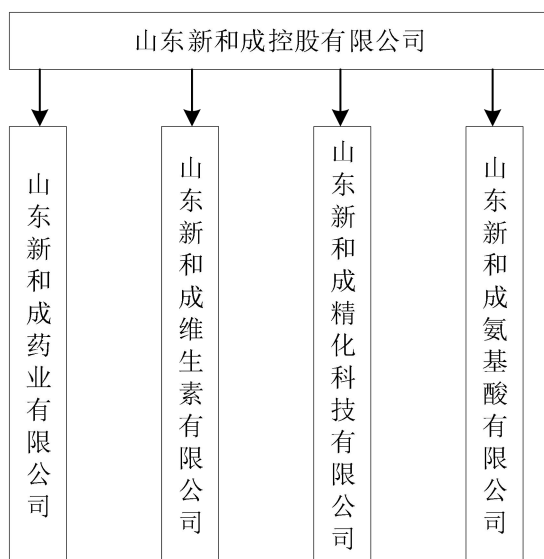 山东新和成控股有限公司
山东新和成药业有限公司
山东新和成维生素有限公司
山东新和成精化科技有限公司
山东新和成氨基酸有限公司